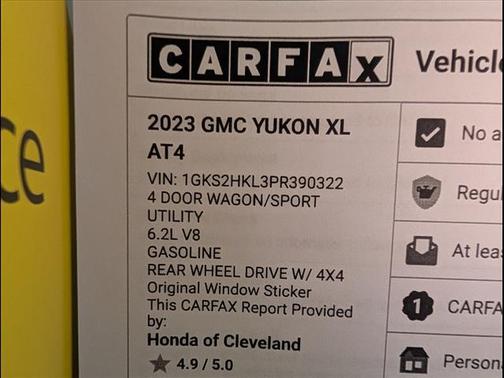 CARFAX
Vehicle
2023 GMC YUKON XL
AT4
VIN: 1GKS2HKL3PR390322
4 DOOR WAGON/SPORT
UTILITY
6.2L V8
GASOLINE
REAR WHEEL DRIVE W/ 4X4
Original Window Sticker
This CARFAX Report Provided
by:
Honda of Cleveland
4.9 / 5.0
No a
Regu
At leas
1 CARFA
Person
ce